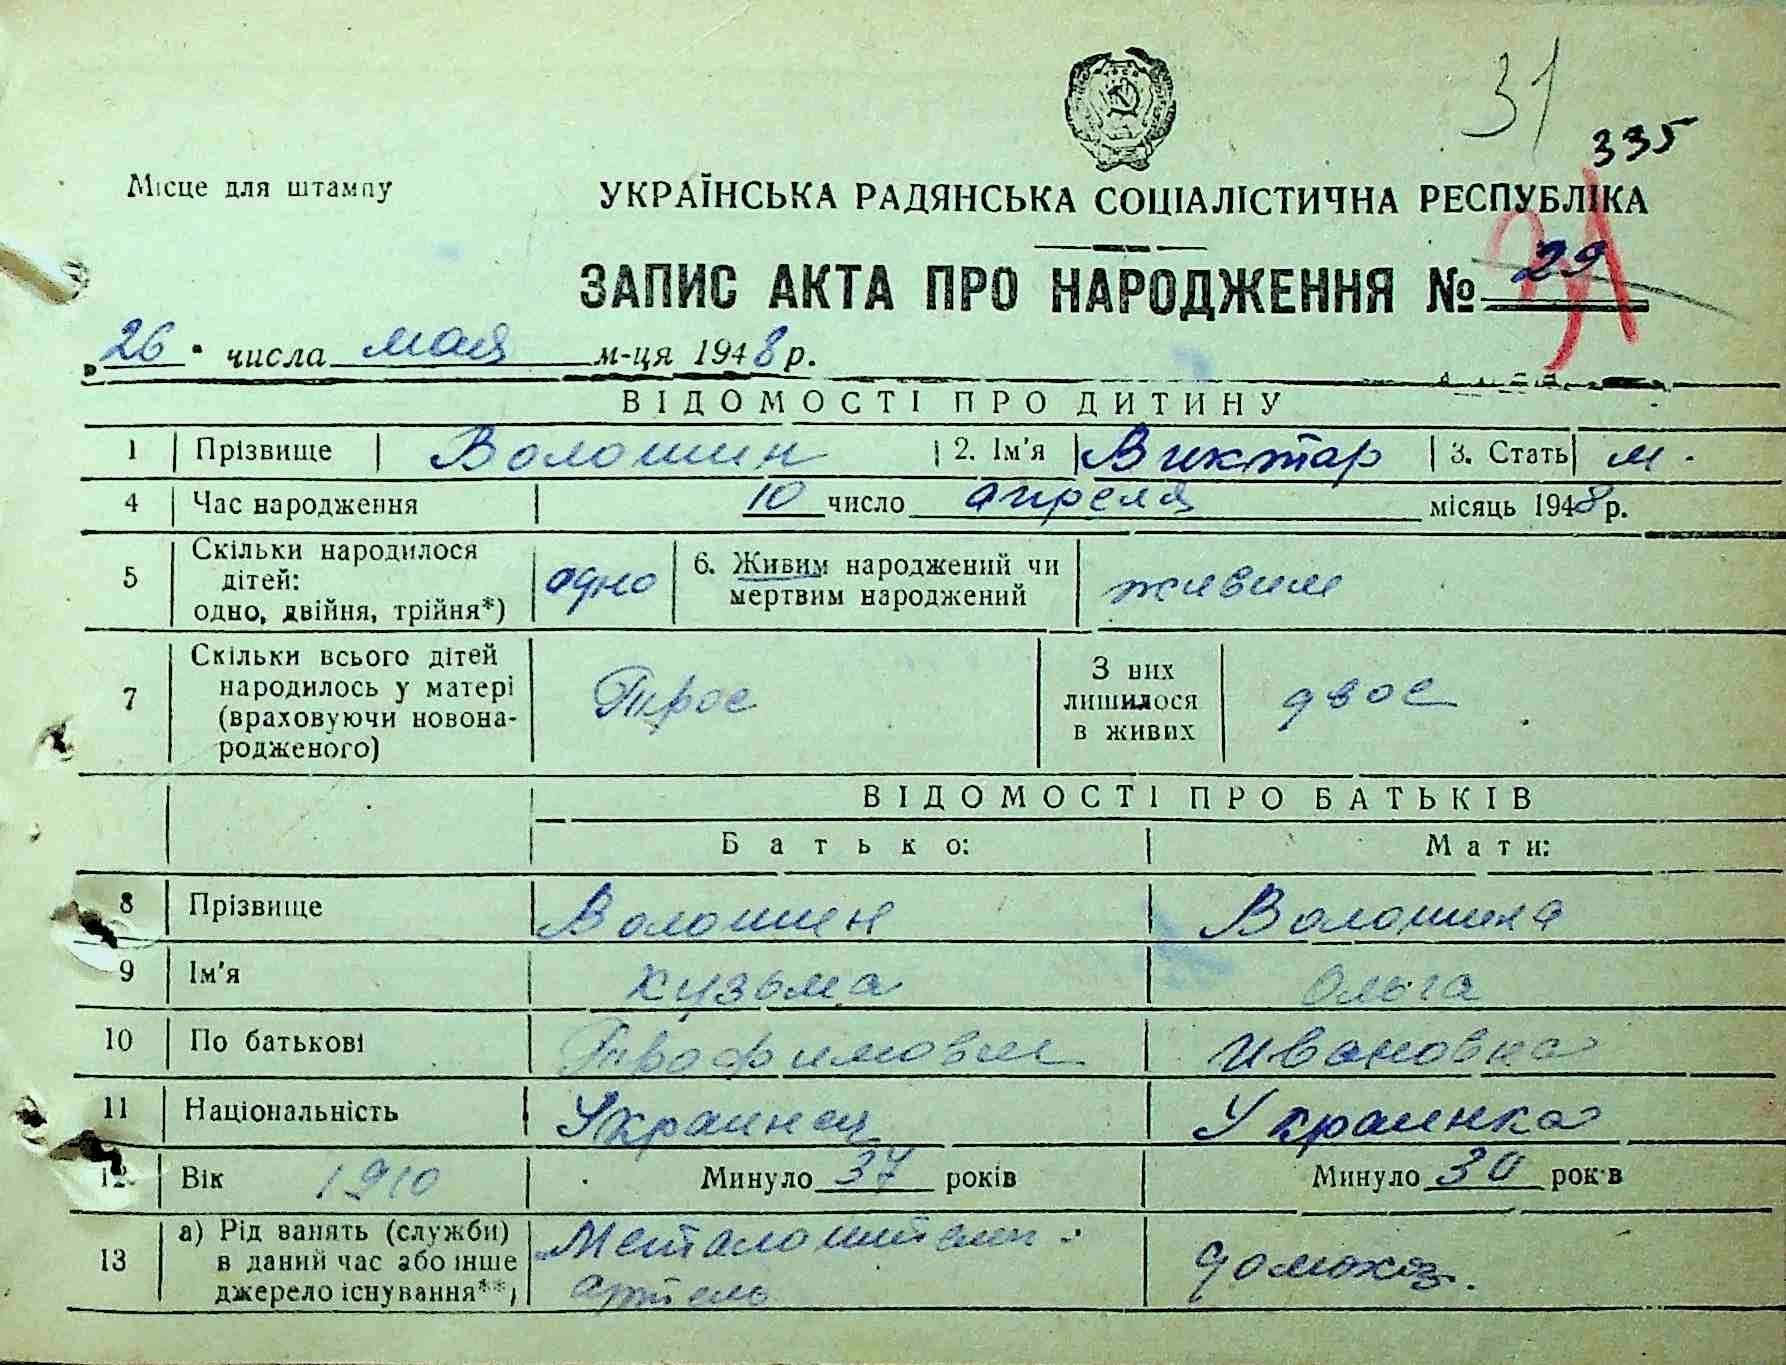 31
335
Місце для штампу
УКРАЇНСЬКА РАДЯНСЬКА СОЦІАЛІСТИЧНА РЕСПУБЛІКА
ЗАПИС АКТА ПРО НАРОДЖЕННЯ № 29
31
„26" числа мая м-ця 1948 р.
ВІДОМОСТІ ПРО ДИТИНУ
1 Прізвище Волошин 2. Ім'я Виктар 3. Стать м.
4 Час народження 10 число апреля місяць 1948 р.
5 Скільки народилося дітей: одно, двійня, трійня*) одно 6. Живим народжений чи мертвим народжений живим
7 Скільки всього дітей народилось у матері (враховуючи новонародженого) Трое З них лишилося в живих двое
ВІДОМОСТІ ПРО БАТЬКІВ
Батько: Мати:
8 Прізвище Волошин Волошина
9 Ім'я Кузьма Ольга
10 По батькові Трофимович Ивановна
11 Національність Украинец Украинка
12 Вік 1910 Минуло 37 років Минуло 30 років
13 а) Рід занять (служби) в даний час або інше джерело існування**) артель домохоз.